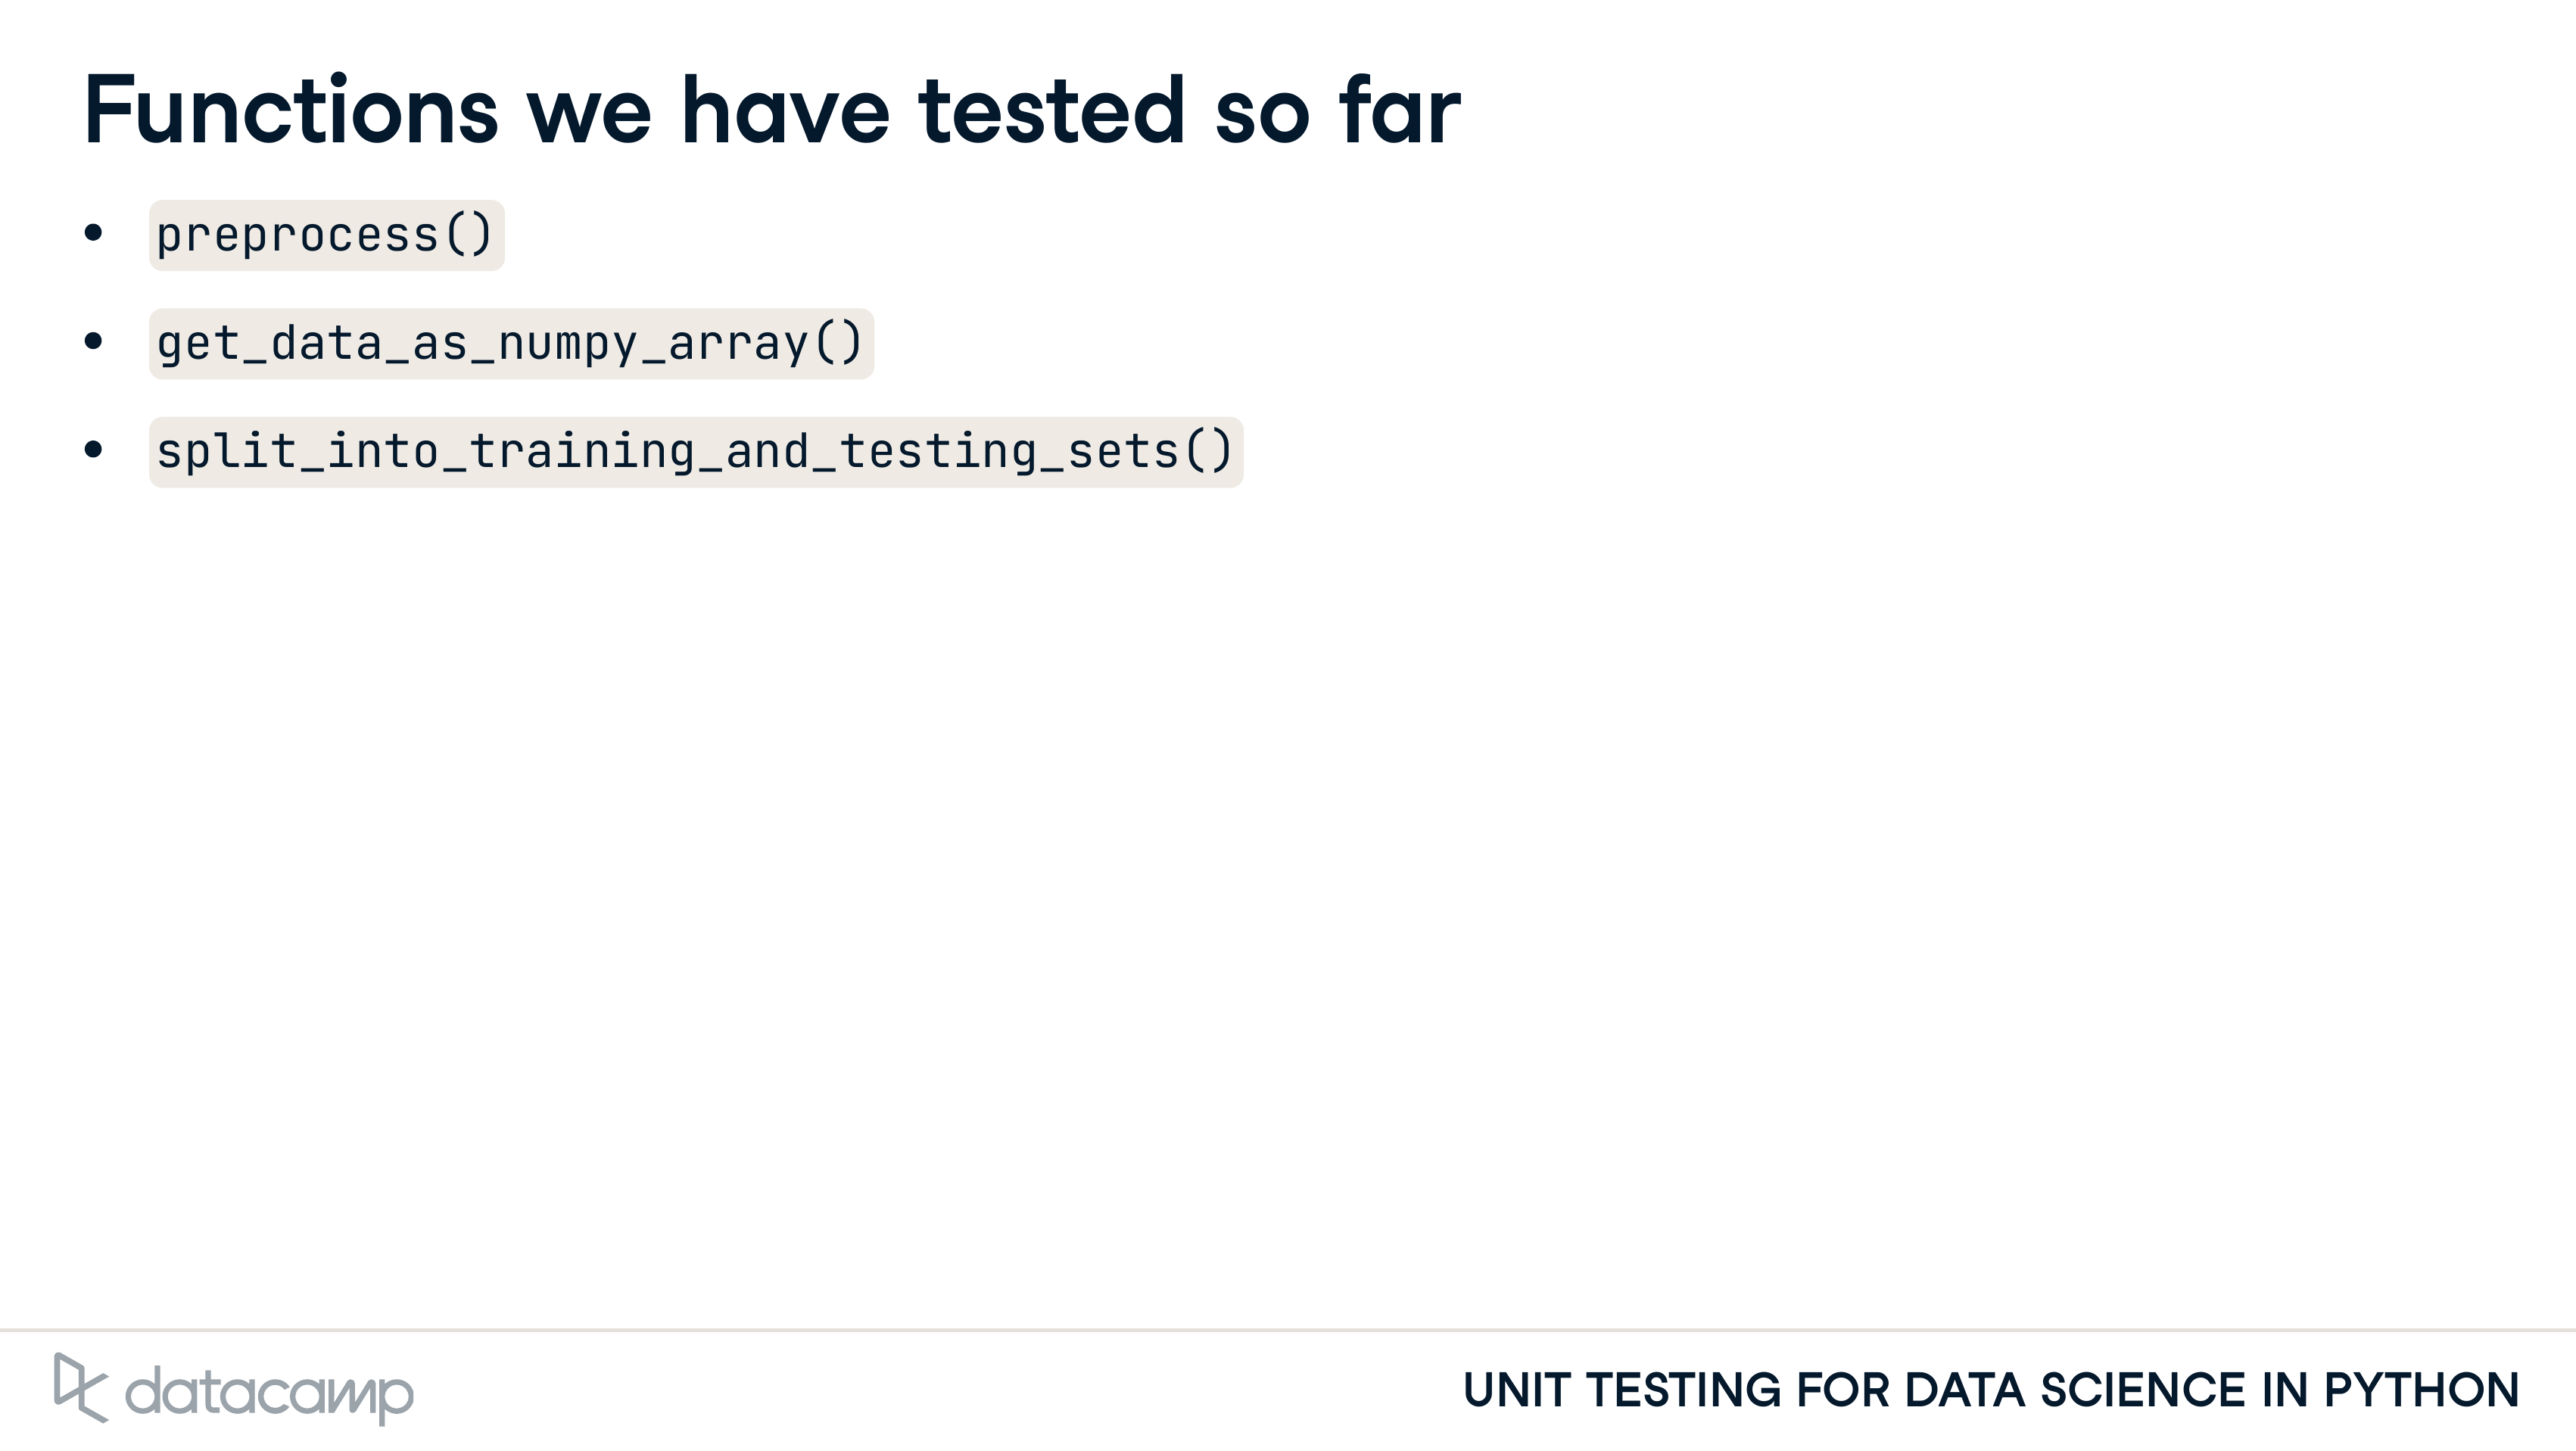 Functions we have tested so far
• preprocess()
• get_data_as_numpy_array()
• split_into_training_and_testing_sets()
datacamp
UNIT TESTING FOR DATA SCIENCE IN PYTHON